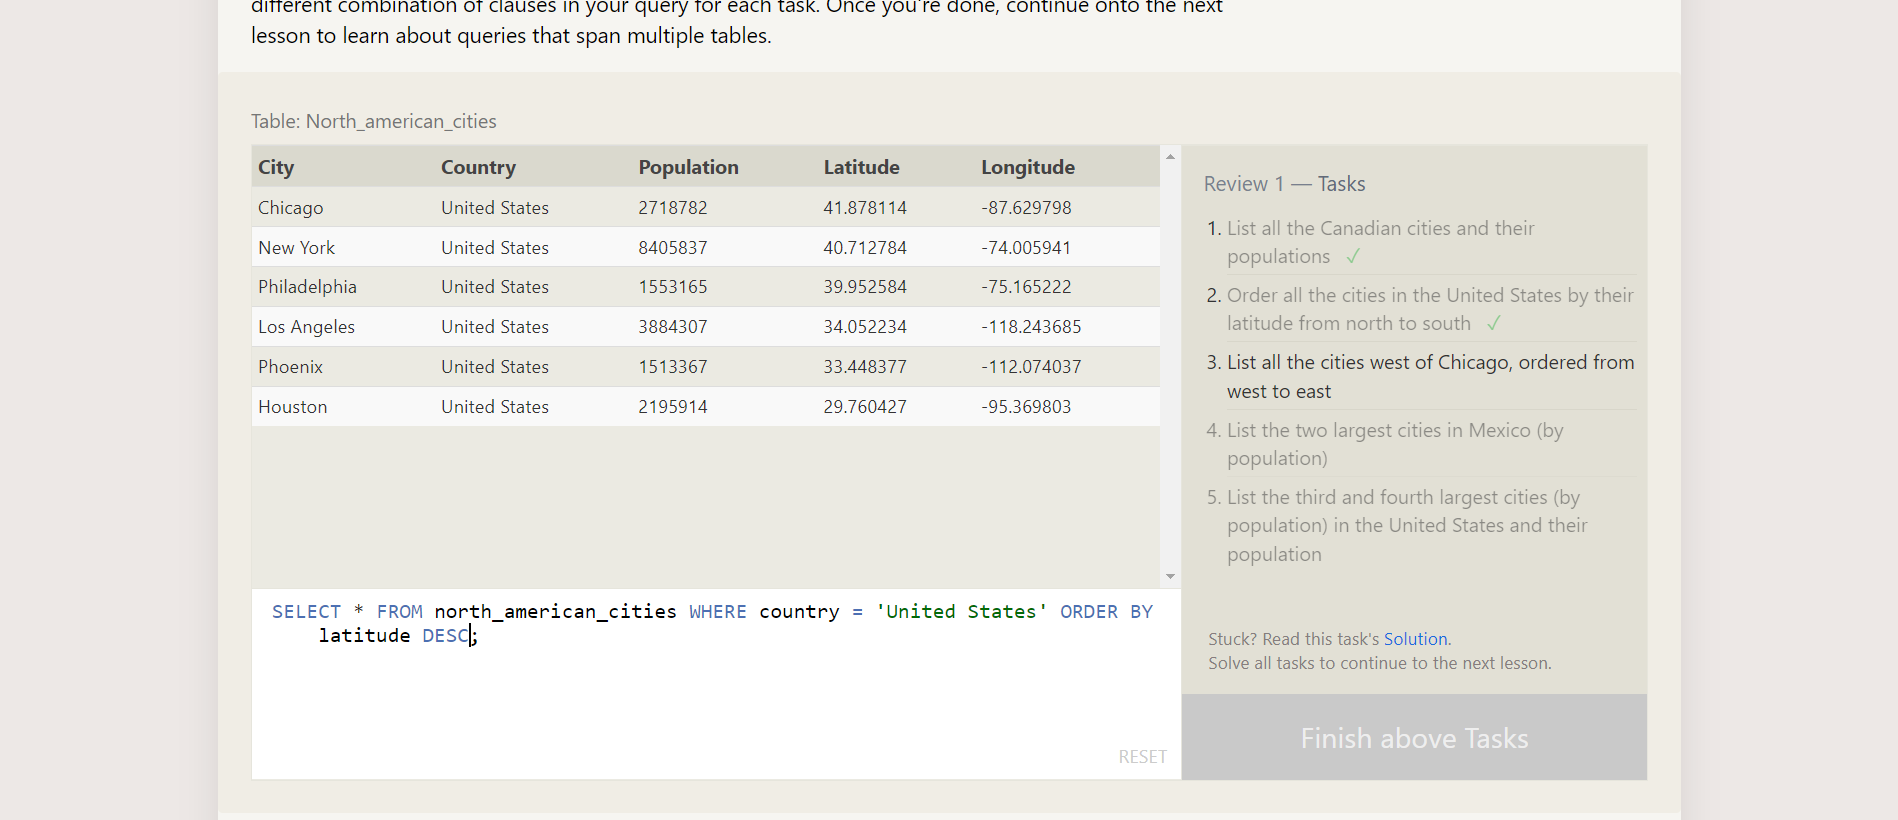 different combination of clauses in your query for each task. Once you're done, continue onto the next
lesson to learn about queries that span multiple tables.
Table: North_american_cities
City Country Population Latitude Longitude
Chicago United States 2718782 41.878114 -87.629798
New York United States 8405837 40.712784 -74.005941
Philadelphia United States 1553165 39.952584 -75.165222
Los Angeles United States 3884307 34.052234 -118.243685
Phoenix United States 1513367 33.448377 -112.074037
Houston United States 2195914 29.760427 -95.369803
SELECT * FROM north_american_cities WHERE country = 'United States' ORDER BY
latitude DESC;
RESET
Review 1 — Tasks
1. List all the Canadian cities and their
populations ✓
2. Order all the cities in the United States by their
latitude from north to south ✓
3. List all the cities west of Chicago, ordered from
west to east
4. List the two largest cities in Mexico (by
population)
5. List the third and fourth largest cities (by
population) in the United States and their
population
Stuck? Read this task's Solution.
Solve all tasks to continue to the next lesson.
Finish above Tasks